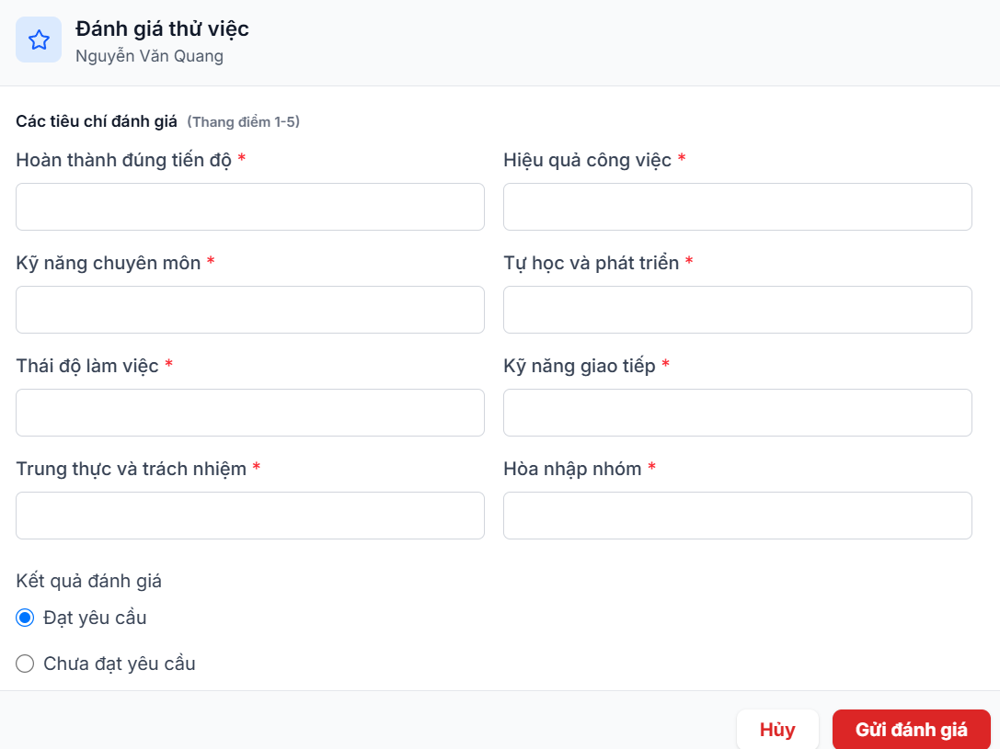 Đánh giá thử việc
Nguyễn Văn Quang
Các tiêu chí đánh giá (Thang điểm 1-5)
Hoàn thành đúng tiến độ *
Hiệu quả công việc *
Kỹ năng chuyên môn *
Tự học và phát triển *
Thái độ làm việc *
Kỹ năng giao tiếp *
Trung thực và trách nhiệm *
Hòa nhập nhóm *
Kết quả đánh giá
Đạt yêu cầu
Chưa đạt yêu cầu
Hủy
Gửi đánh giá